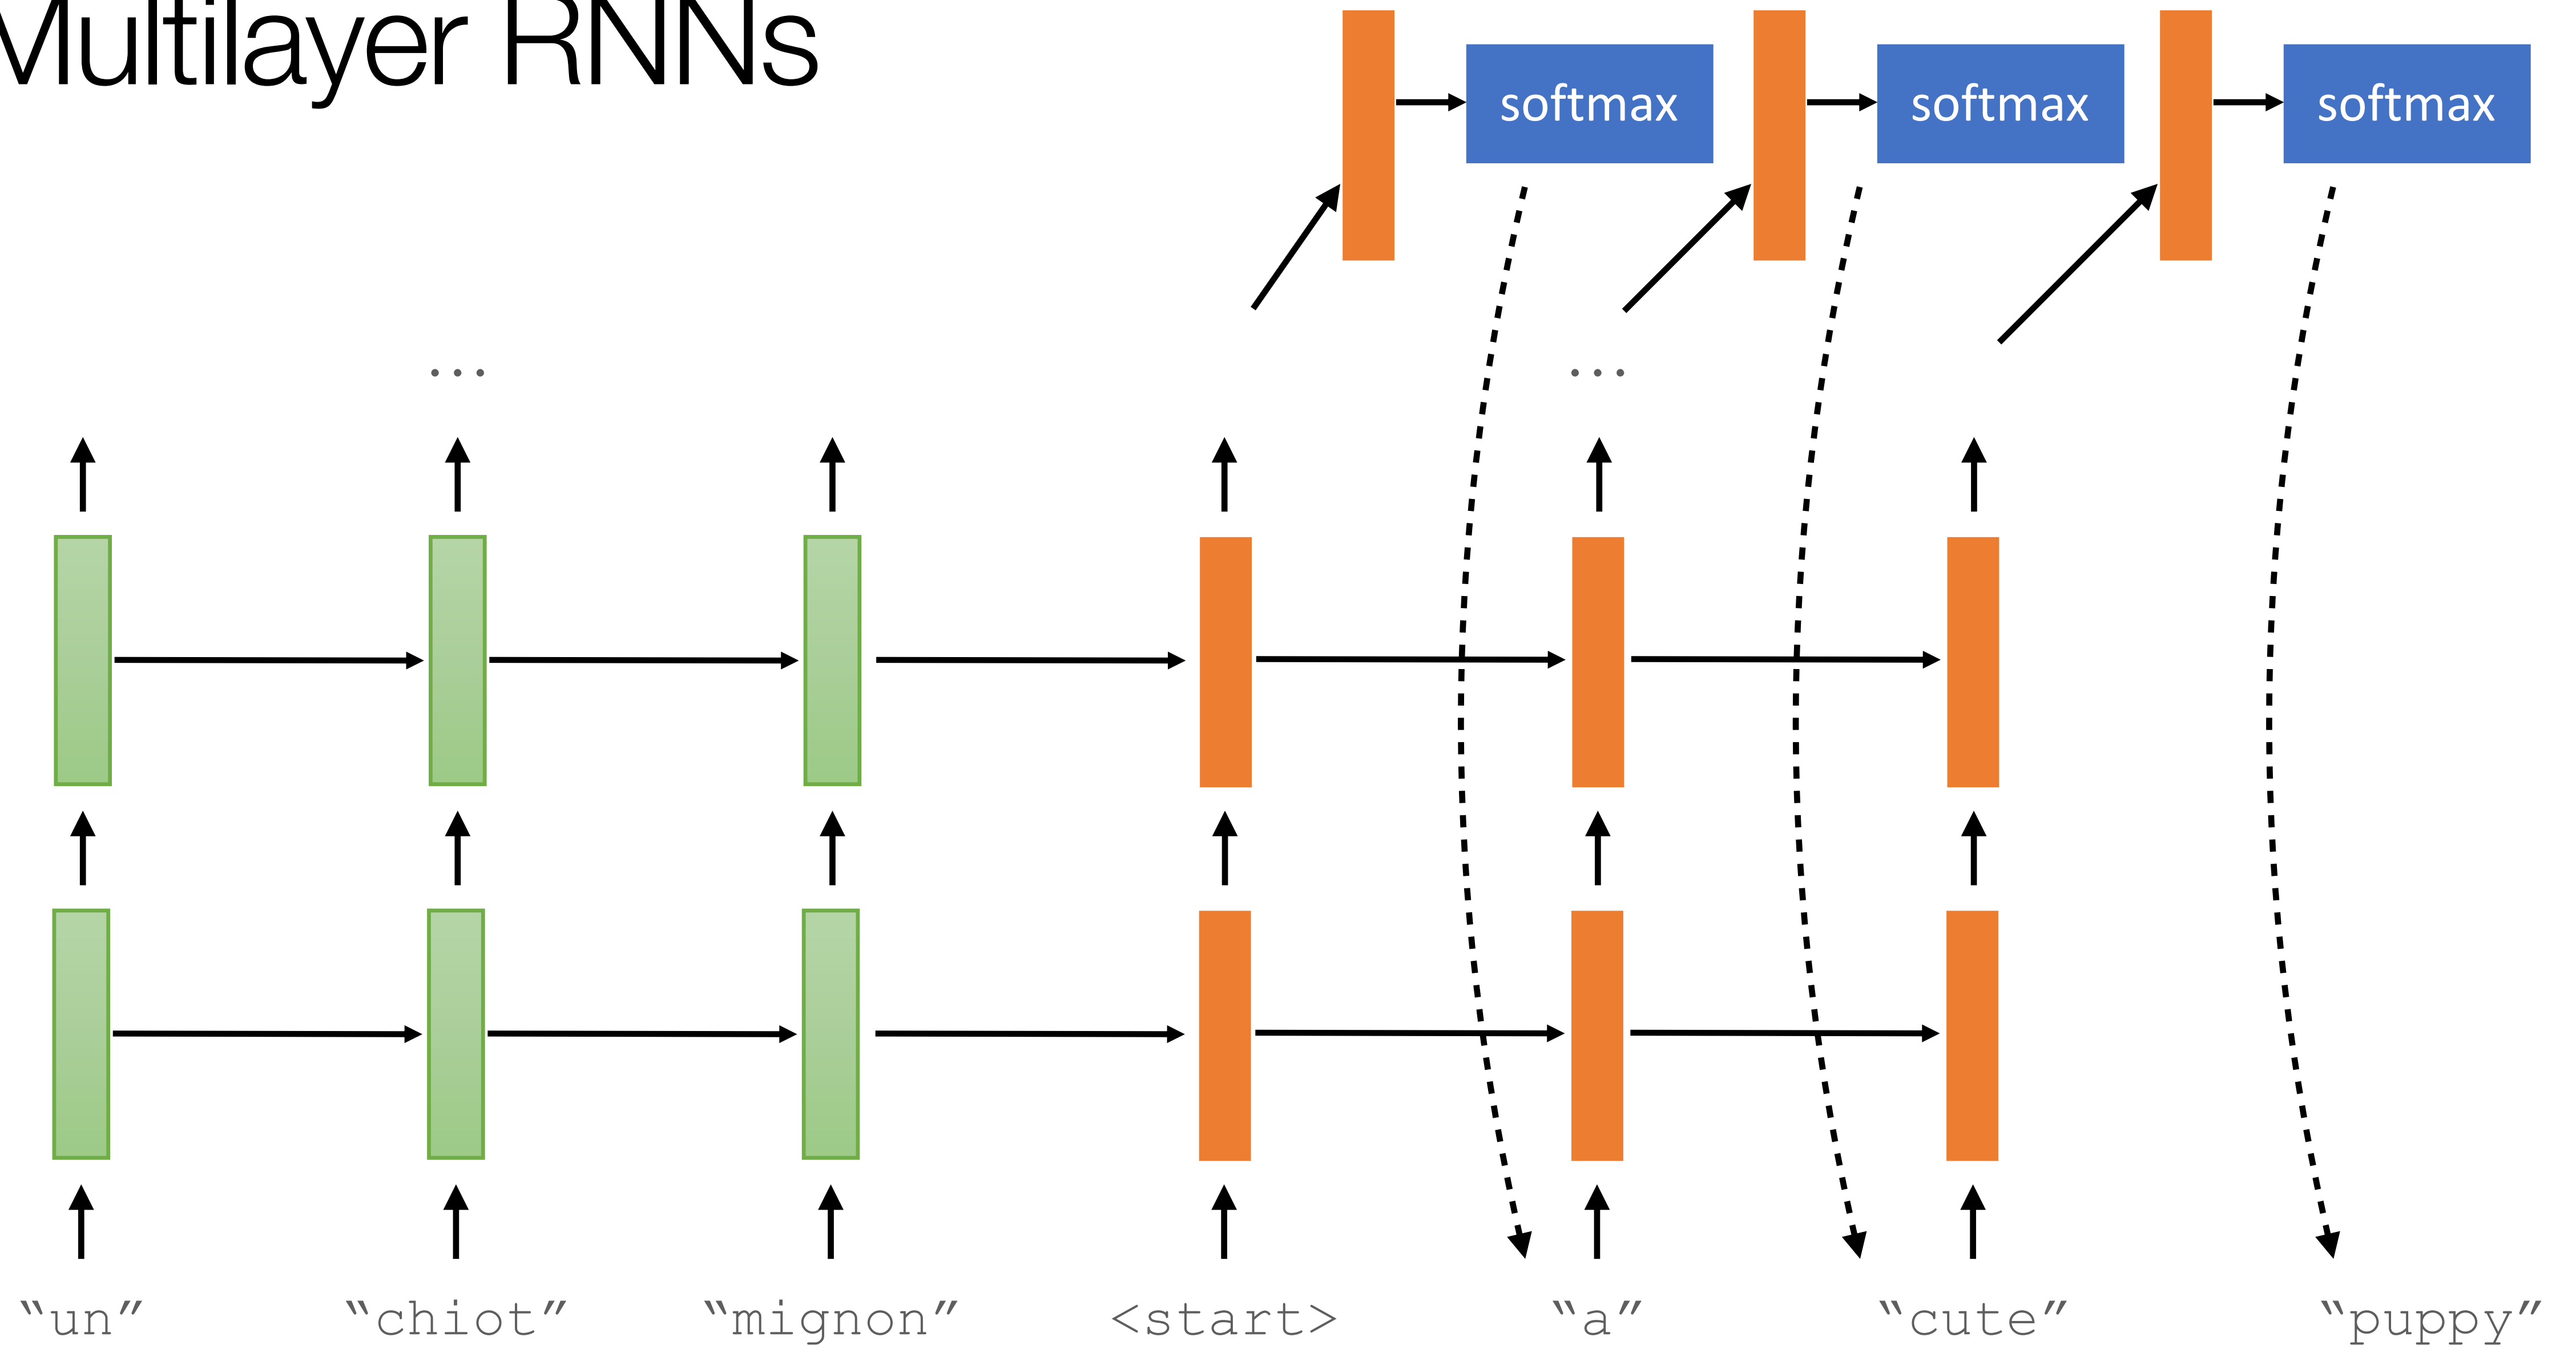 Multilayer RNNs
softmax softmax softmax
... ...
“un” “chiot” “mignon” <start> “a” “cute” “puppy”